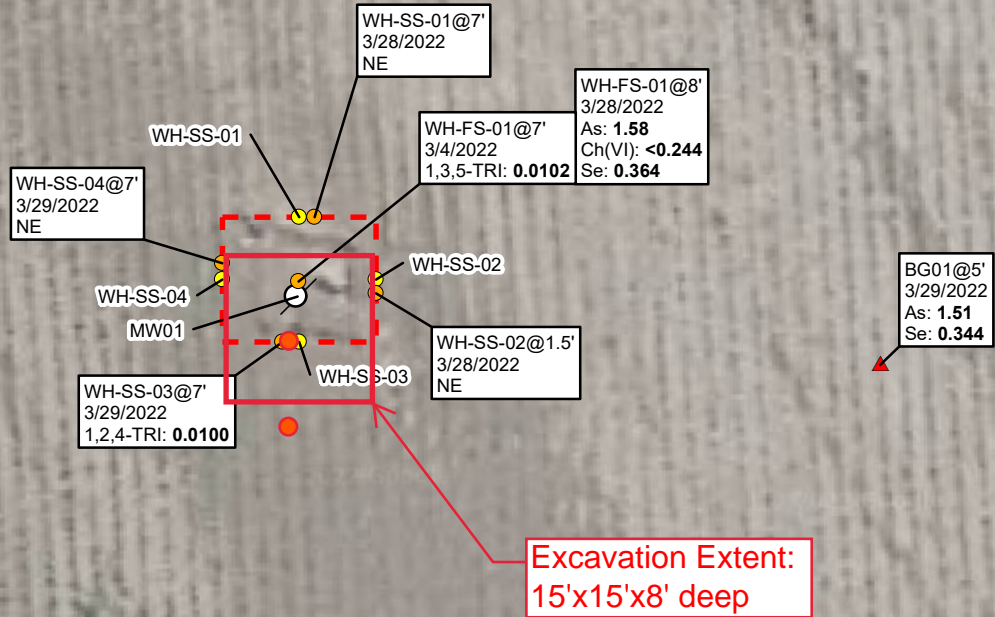 WH-SS-01@7'
3/28/2022
NE
WH-FS-01@8'
3/28/2022
As: 1.58
Ch(VI): <0.244
Se: 0.364
WH-FS-01@7'
3/4/2022
1,3,5-TRI: 0.0102
WH-SS-01
WH-SS-04@7'
3/29/2022
NE
WH-SS-02
WH-SS-04
MW01
BG01@5'
3/29/2022
As: 1.51
Se: 0.344
WH-SS-02@1.5'
3/28/2022
NE
WH-SS-03
WH-SS-03@7'
3/29/2022
1,2,4-TRI: 0.0100
Excavation Extent:
15'x15'x8' deep